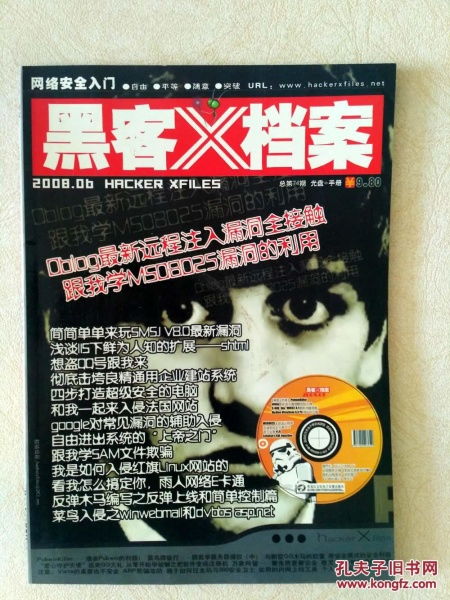 网络安全入门 ●自由 ●平等 ●随意 ●突破 URL: www.hackerxfiles.net
黑客X档案
2008.06 HACKER XFILES 总第74期 光盘+手册 ¥9.80
Oblog最新远程注入漏洞全接触
跟我学MS08025漏洞的利用
简简单单来玩SMSJ V8.0最新漏洞
浅谈IIS下鲜为人知的扩展——shtml
想盗QQ号跟我来
彻底击垮良精通用企业建站系统
四步打造超级安全的电脑
和我一起来入侵法国网站
google对常见漏洞的辅助入侵
自由进出系统的“上帝之门”
跟我学SAM文件欺骗
我是如何入侵红旗Linux网站的
看我怎么搞定你，雨人网络E卡通
反弹木马编写之反弹上线和简单控制篇
菜鸟入侵之winwebmail和dvbbs asp.net
黑客X档案
hacker X
孔夫子旧书网
www.kongfz.com